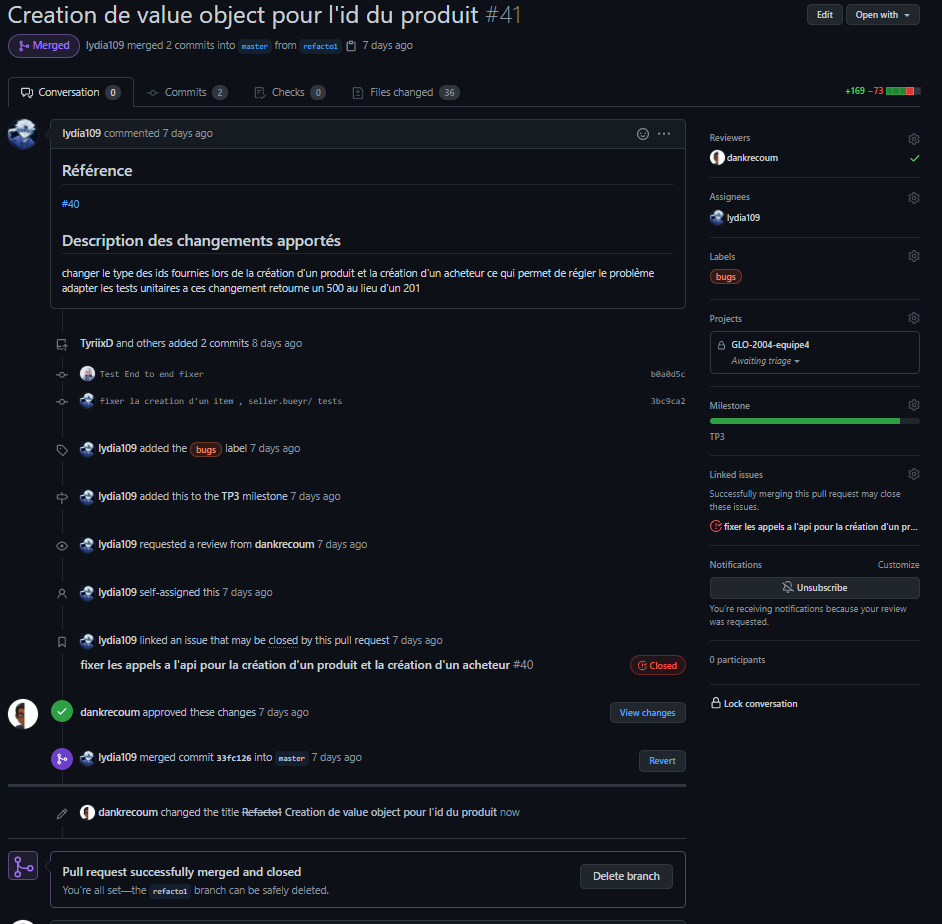 Creation de value object pour l'id du produit #41
Edit
Open with
Merged
lydia109 merged 2 commits into master from refacto1 7 days ago
Conversation 0
Commits 2
Checks 0
Files changed 36
+169 −73
lydia109 commented 7 days ago
Référence
#40
Description des changements apportés
changer le type des ids fournies lors de la création d'un produit et la création d'un acheteur ce qui permet de régler le problème
adapter les tests unitaires a ces changement retourne un 500 au lieu d'un 201
TyriixD and others added 2 commits 8 days ago
Test End to end fixer b0a0d5c
fixer la creation d'un item , seller.bueyr/ tests 3bc9ca2
lydia109 added the bugs label 7 days ago
lydia109 added this to the TP3 milestone 7 days ago
lydia109 requested a review from dankrecoum 7 days ago
lydia109 self-assigned this 7 days ago
lydia109 linked an issue that may be closed by this pull request 7 days ago
fixer les appels a l'api pour la création d'un produit et la création d'un acheteur #40
Closed
dankrecoum approved these changes 7 days ago
View changes
lydia109 merged commit 33fc126 into master 7 days ago
Revert
dankrecoum changed the title Refacto1 Creation de value object pour l'id du produit now
Pull request successfully merged and closed
You're all set—the refacto1 branch can be safely deleted.
Delete branch
Reviewers
dankrecoum
Assignees
lydia109
Labels
bugs
Projects
GLO-2004-equipe4
Awaiting triage
Milestone
TP3
Linked issues
Successfully merging this pull request may close
these issues.
fixer les appels a l'api pour la création d'un pr...
Notifications
Customize
Unsubscribe
You're receiving notifications because your review
was requested.
0 participants
Lock conversation